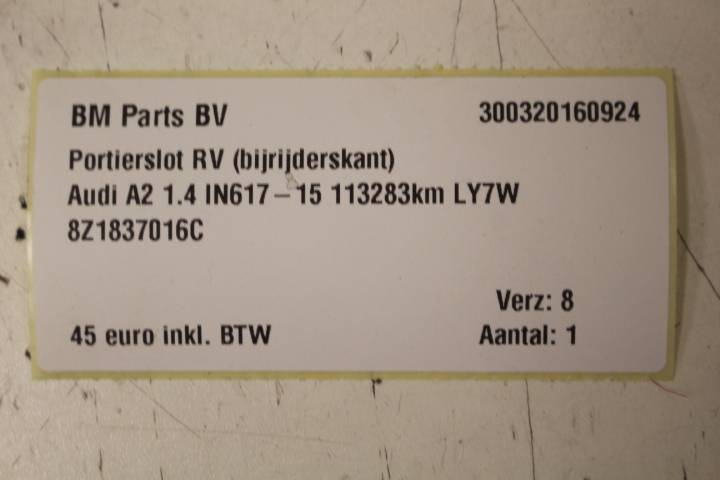 BM Parts BV 300320160924
Portierslot RV (bijrijderskant)
Audi A2 1.4 IN617-15 113283km LY7W
8Z1837016C
Verz: 8
45 euro inkl. BTW Aantal: 1